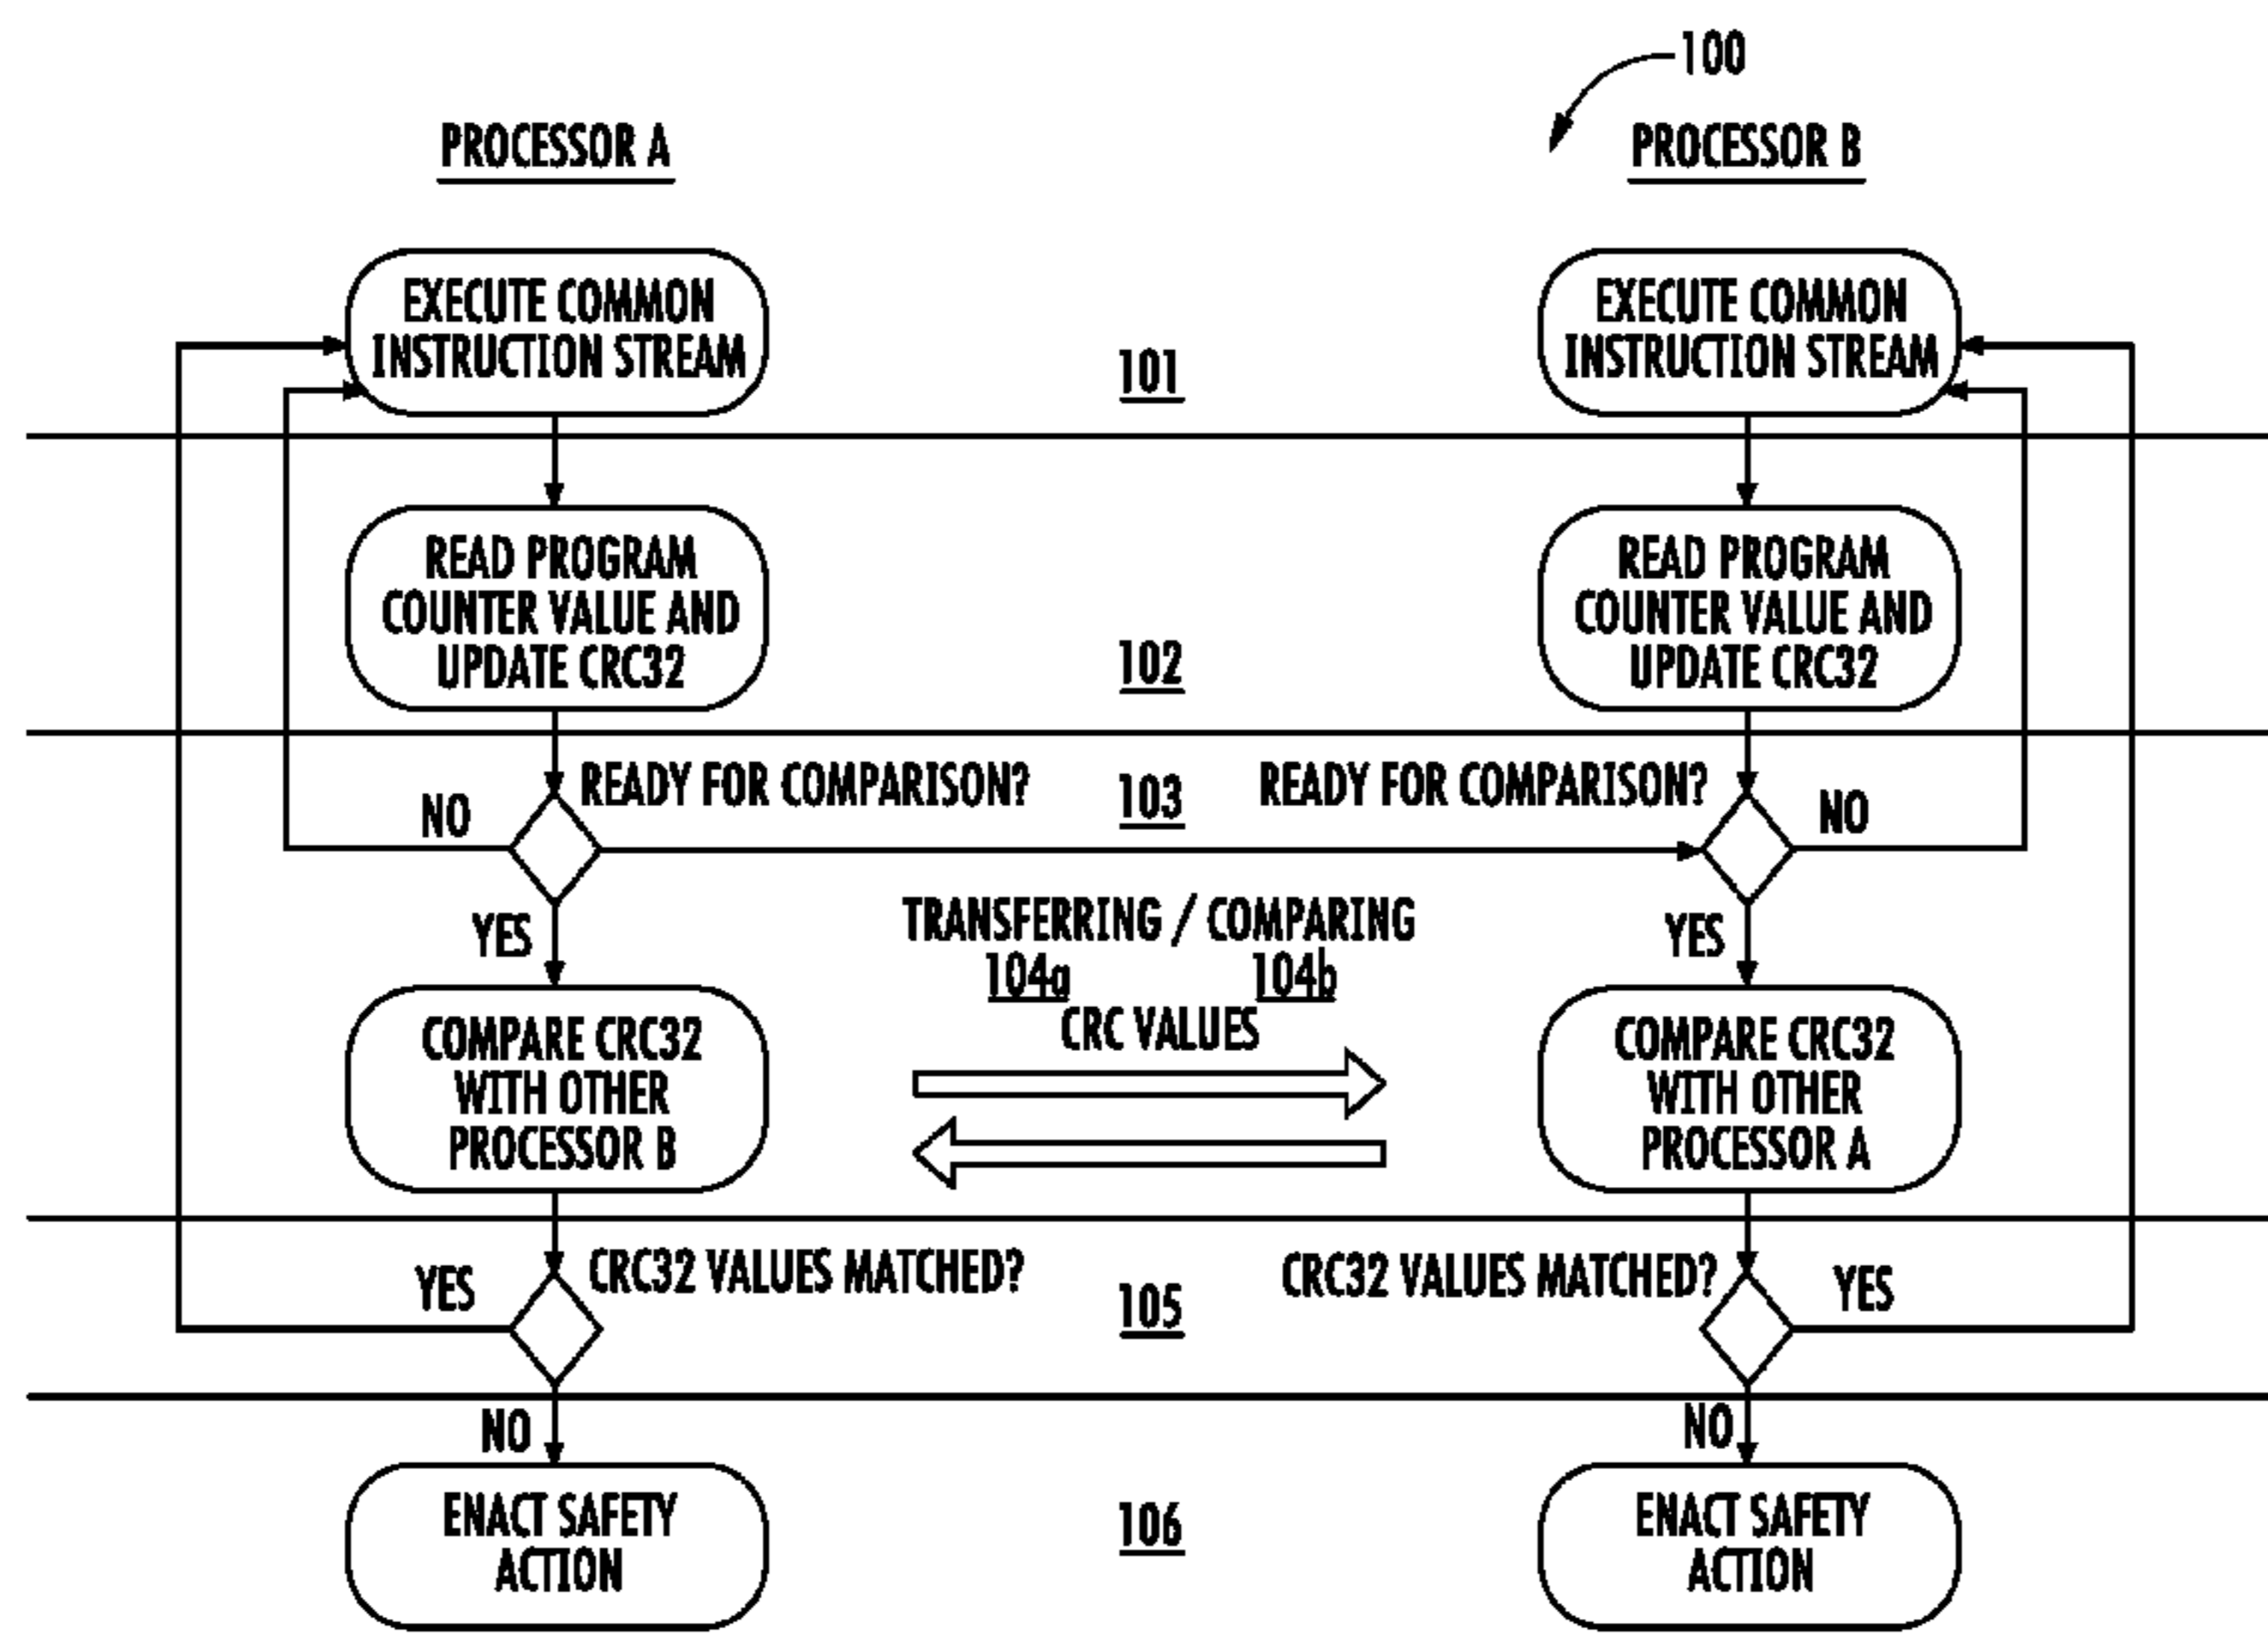 100
PROCESSOR A
PROCESSOR B
EXECUTE COMMON
INSTRUCTION STREAM
101
EXECUTE COMMON
INSTRUCTION STREAM
READ PROGRAM
COUNTER VALUE AND
UPDATE CRC32
102
READ PROGRAM
COUNTER VALUE AND
UPDATE CRC32
READY FOR COMPARISON?
103
READY FOR COMPARISON?
NO
NO
YES
TRANSFERRING / COMPARING
104a 104b
CRC VALUES
YES
COMPARE CRC32
WITH OTHER
PROCESSOR B
COMPARE CRC32
WITH OTHER
PROCESSOR A
YES
CRC32 VALUES MATCHED?
105
CRC32 VALUES MATCHED?
YES
NO
NO
ENACT SAFETY
ACTION
106
ENACT SAFETY
ACTION